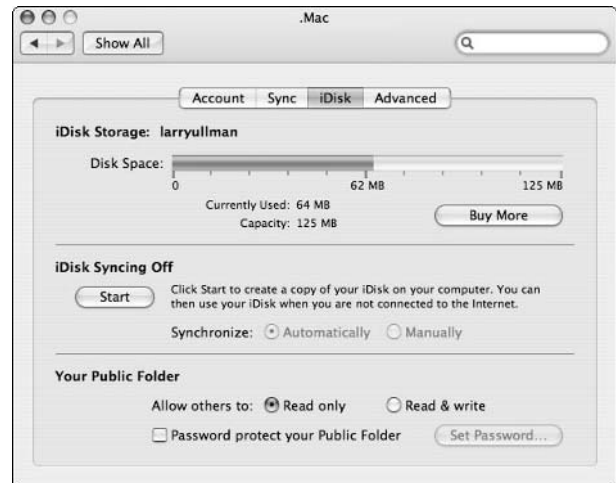 .Mac
Show All
Account Sync iDisk Advanced
iDisk Storage: larryullman
Disk Space:
0 62 MB 125 MB
Currently Used: 64 MB
Capacity: 125 MB
Buy More
iDisk Syncing Off
Start
Click Start to create a copy of your iDisk on your computer. You can
then use your iDisk when you are not connected to the Internet.
Synchronize: Automatically Manually
Your Public Folder
Allow others to: Read only Read & write
Password protect your Public Folder Set Password...